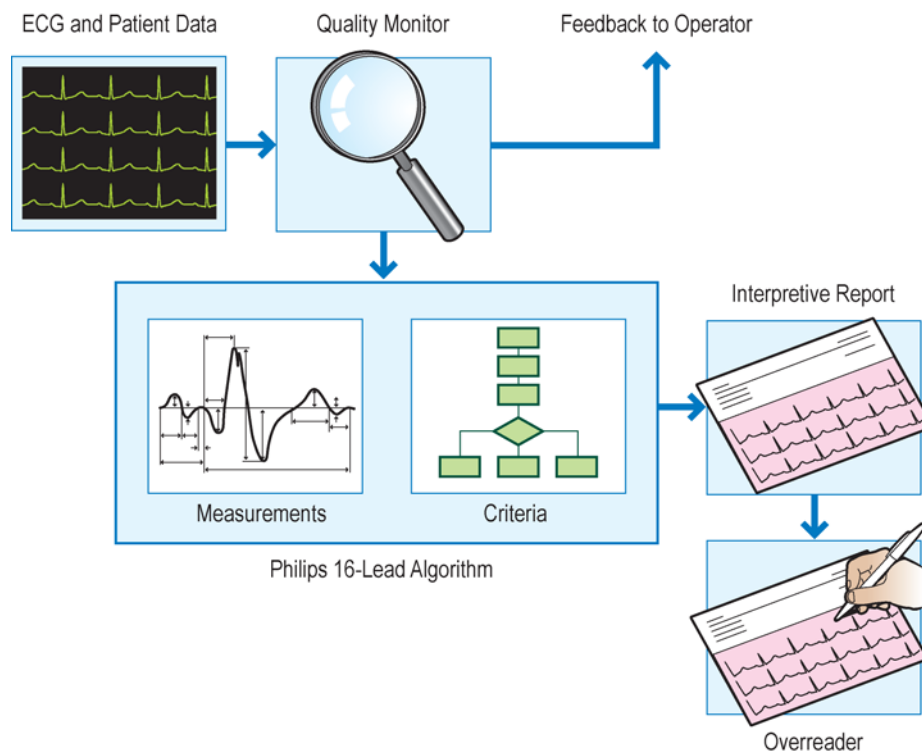 ECG and Patient Data
Quality Monitor
Feedback to Operator
Interpretive Report
Measurements
Criteria
Philips 16-Lead Algorithm
Overreader